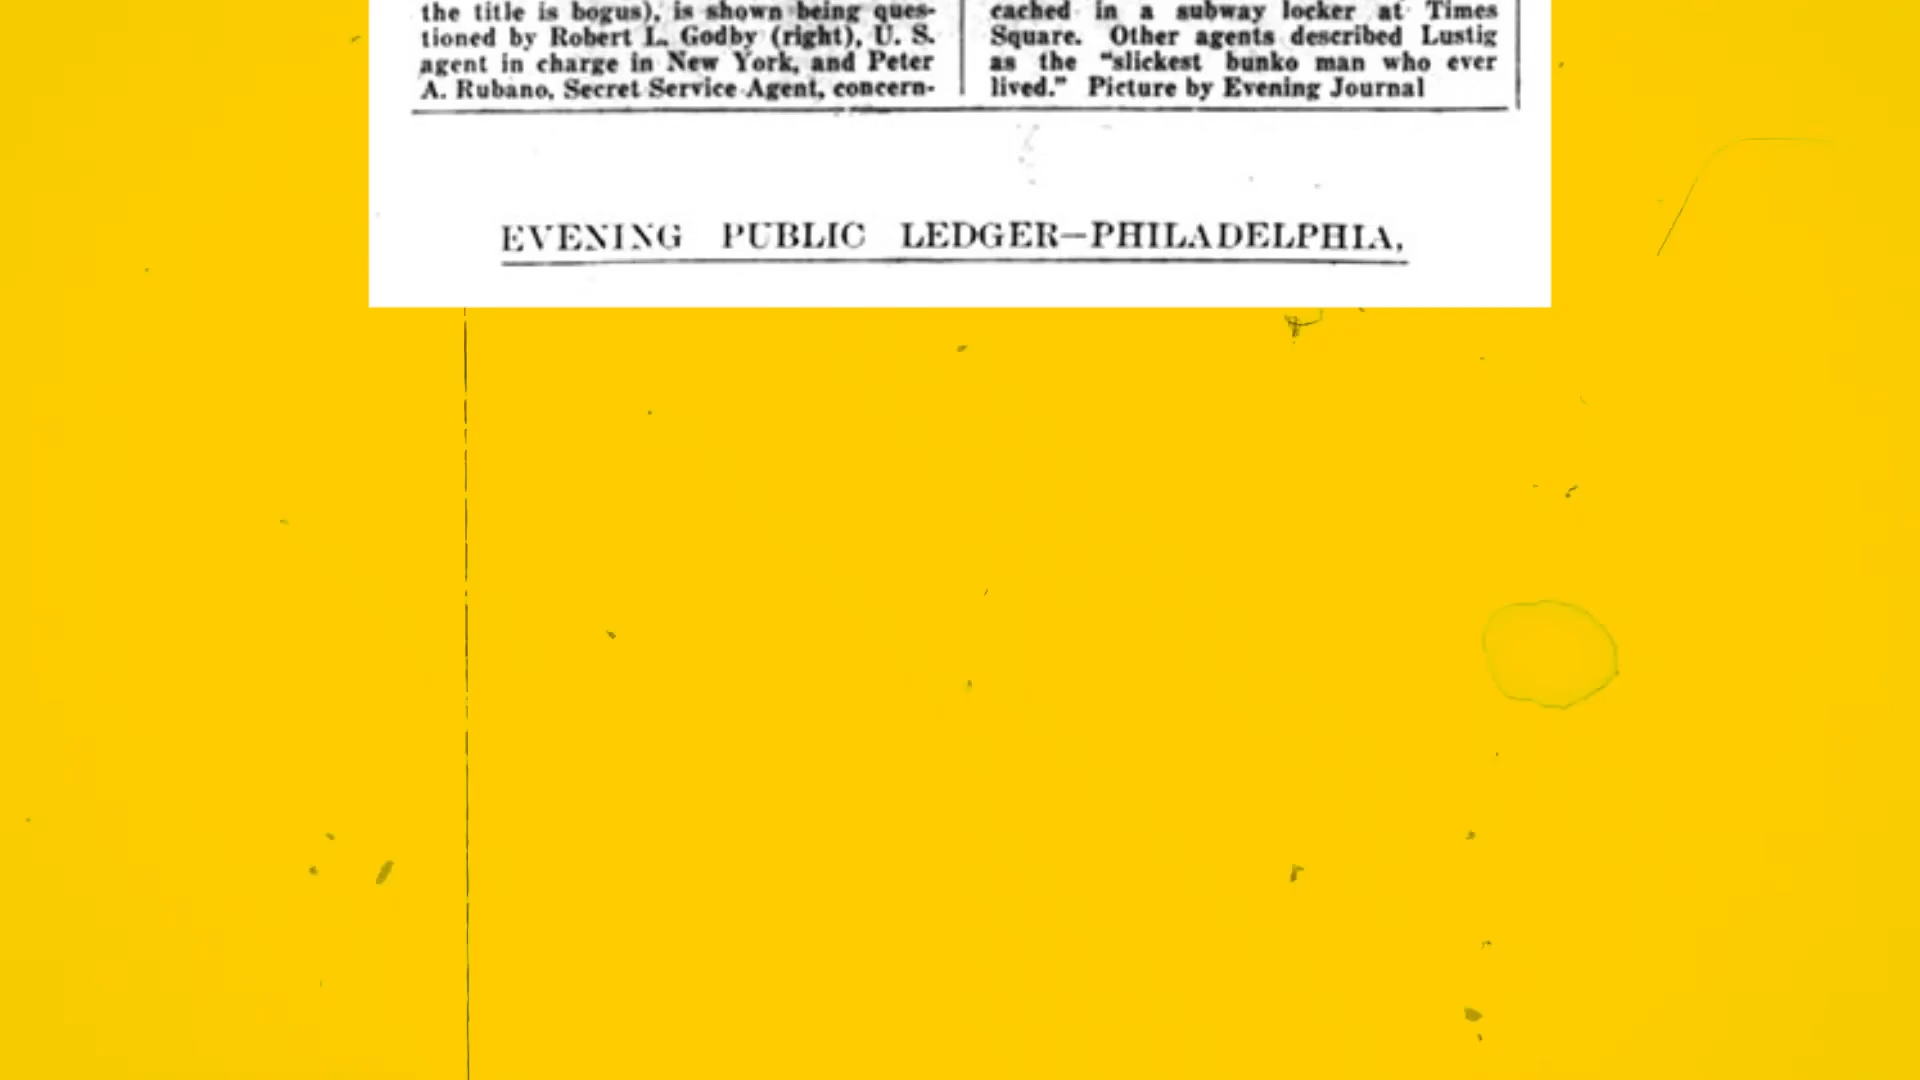 the title is bogus), is shown being ques-
tioned by Robert L. Godby (right), U. S.
agent in charge in New York, and Peter
A. Rubano, Secret Service Agent, concern-
cached in a subway locker at Times
Square. Other agents described Lustig
as the "slickest bunko man who ever
lived." Picture by Evening Journal
EVENING PUBLIC LEDGER—PHILADELPHIA,